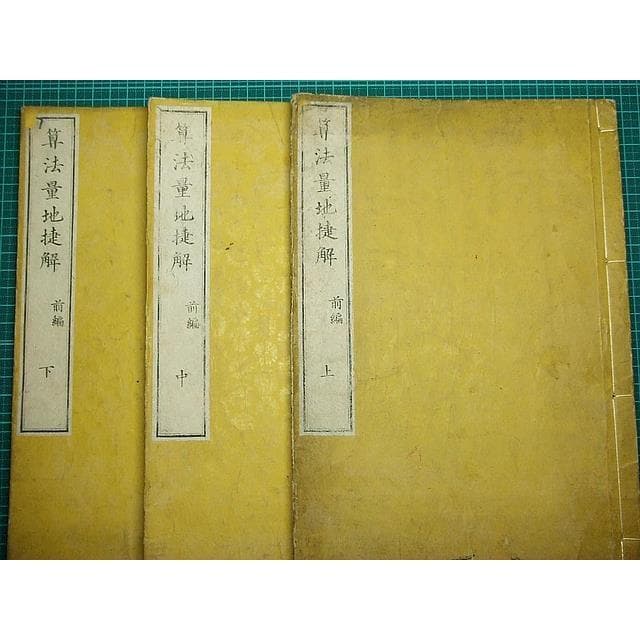 算法量地捷解 前編 上
算法量地捷解 前編 中
算法量地捷解 前編 下